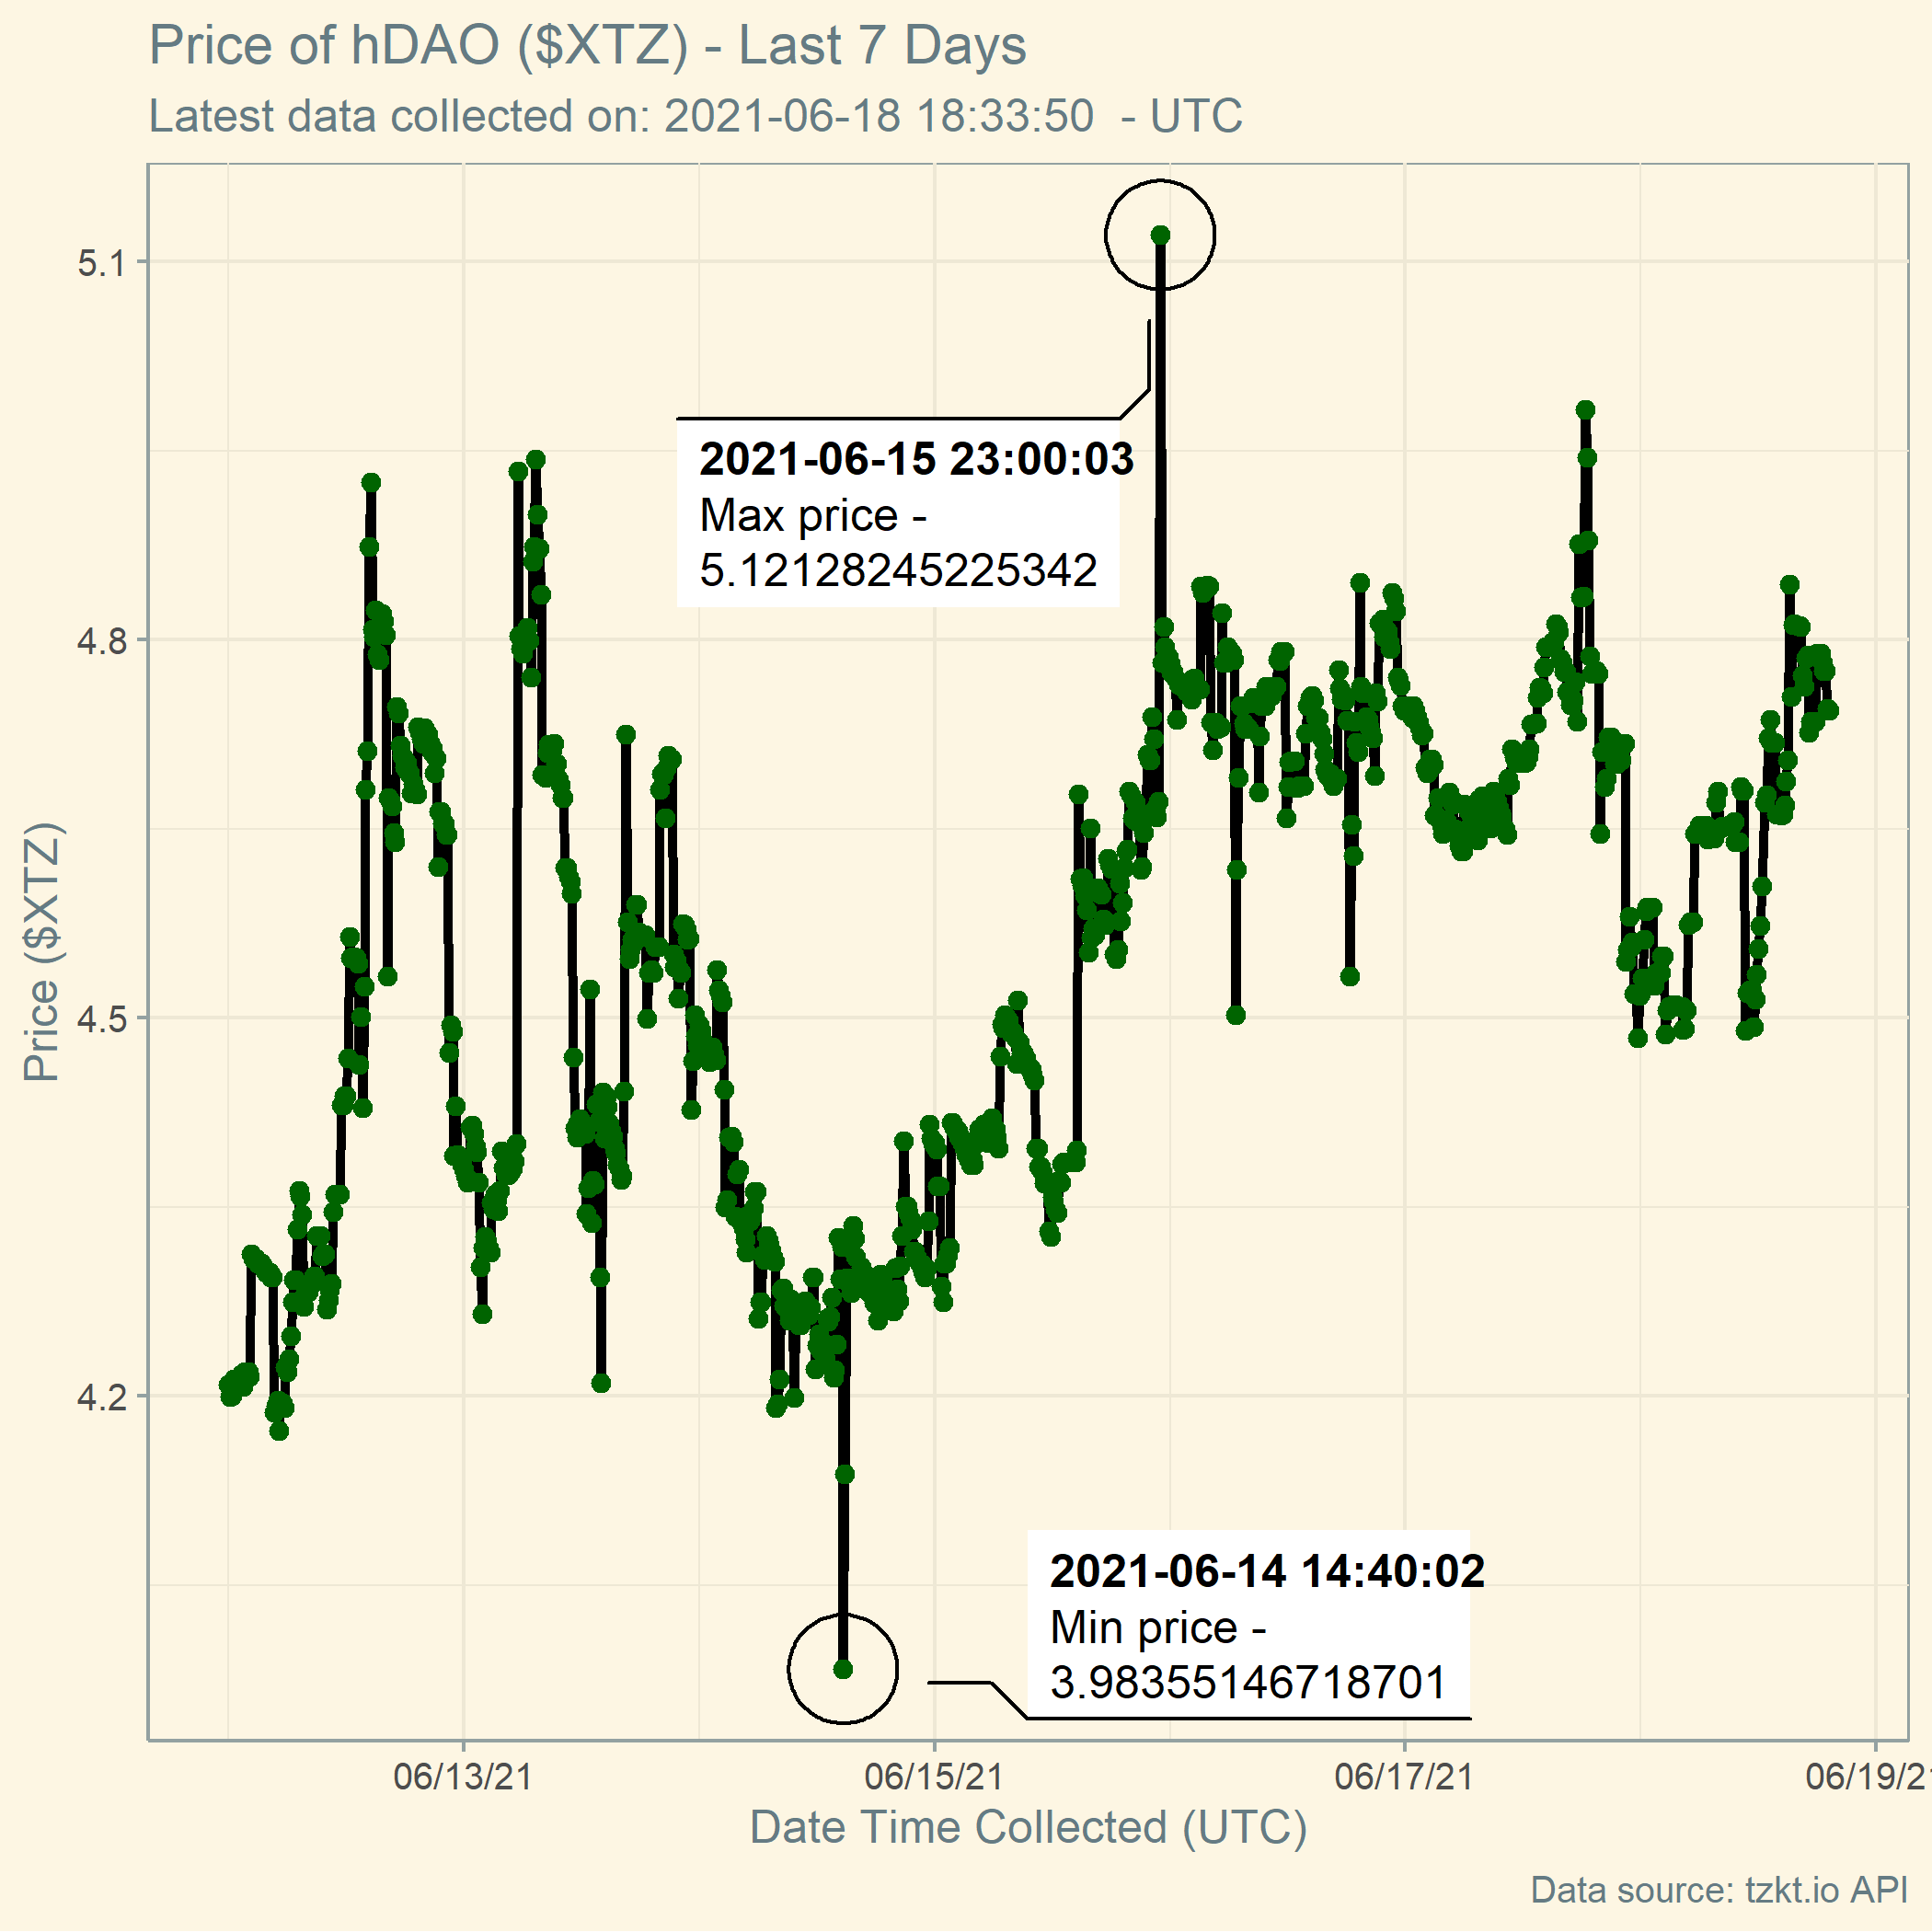 Price of hDAO ($XTZ) - Last 7 Days
Latest data collected on: 2021-06-18 18:33:50  - UTC
5.1
4.8
4.5
4.2
Price ($XTZ)
2021-06-15 23:00:03
Max price -
5.12128245225342
2021-06-14 14:40:02
Min price -
3.98355146718701
06/13/21
06/15/21
06/17/21
06/19/21
Date Time Collected (UTC)
Data source: tzkt.io API